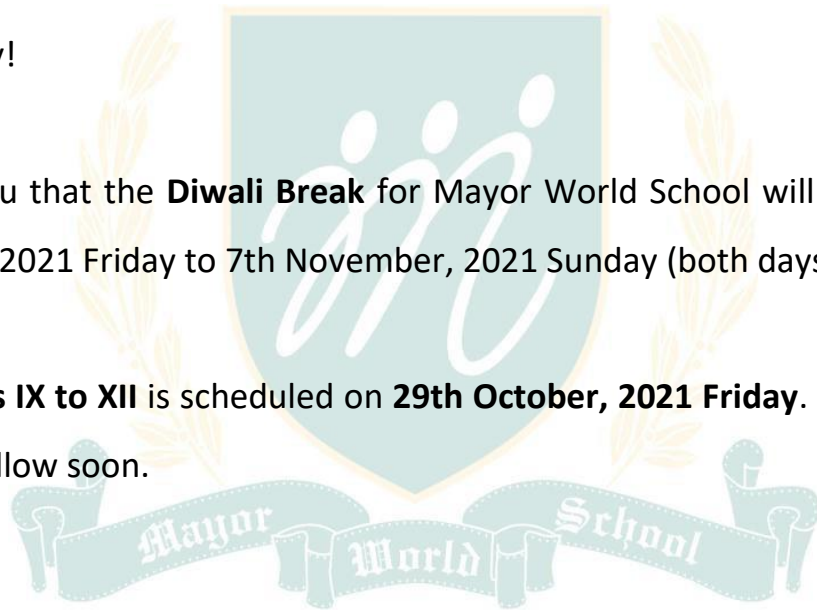 y!
u that the Diwali Break for Mayor World School will
2021 Friday to 7th November, 2021 Sunday (both days
s IX to XII is scheduled on 29th October, 2021 Friday.
llow soon.
Mayor World School